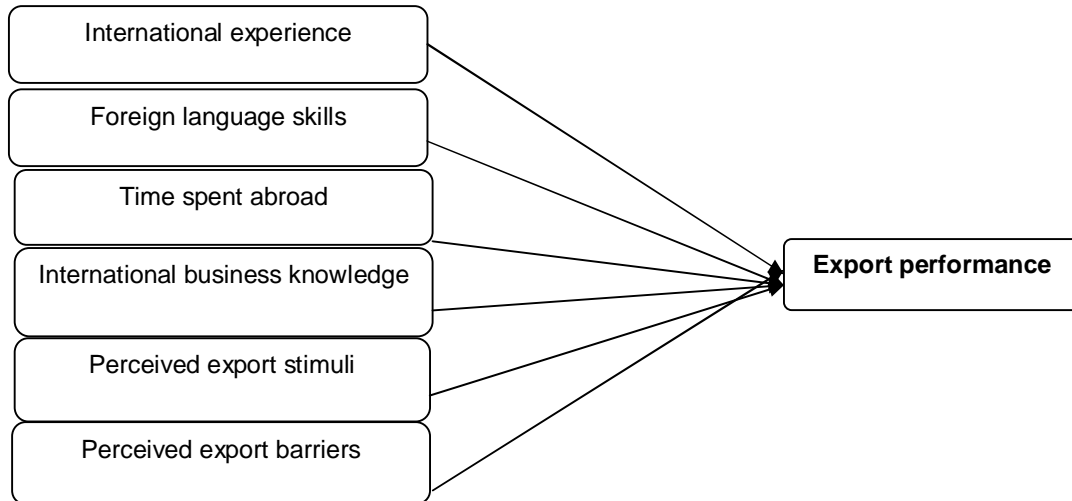 International experience
Foreign language skills
Time spent abroad
International business knowledge
Perceived export stimuli
Perceived export barriers
Export performance